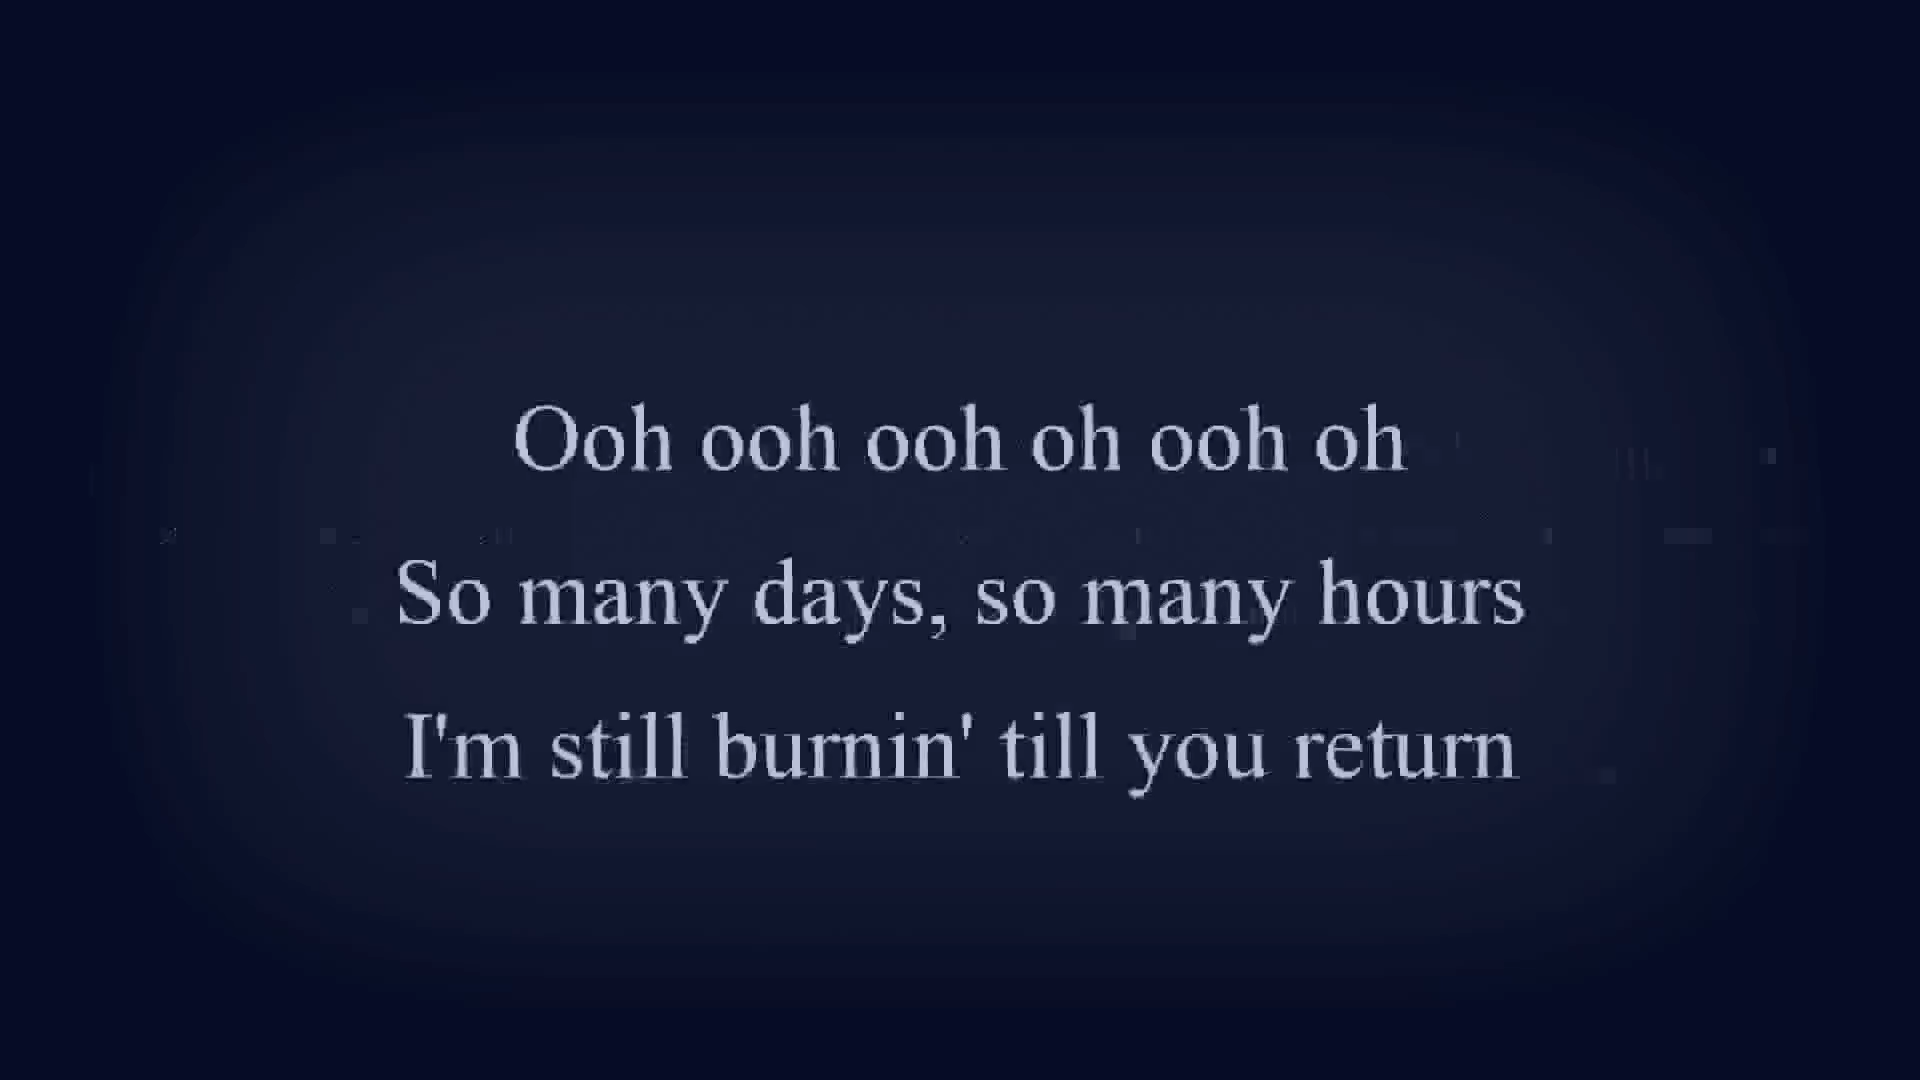 Ooh ooh ooh oh ooh oh
So many days, so many hours
I'm still burnin' till you return